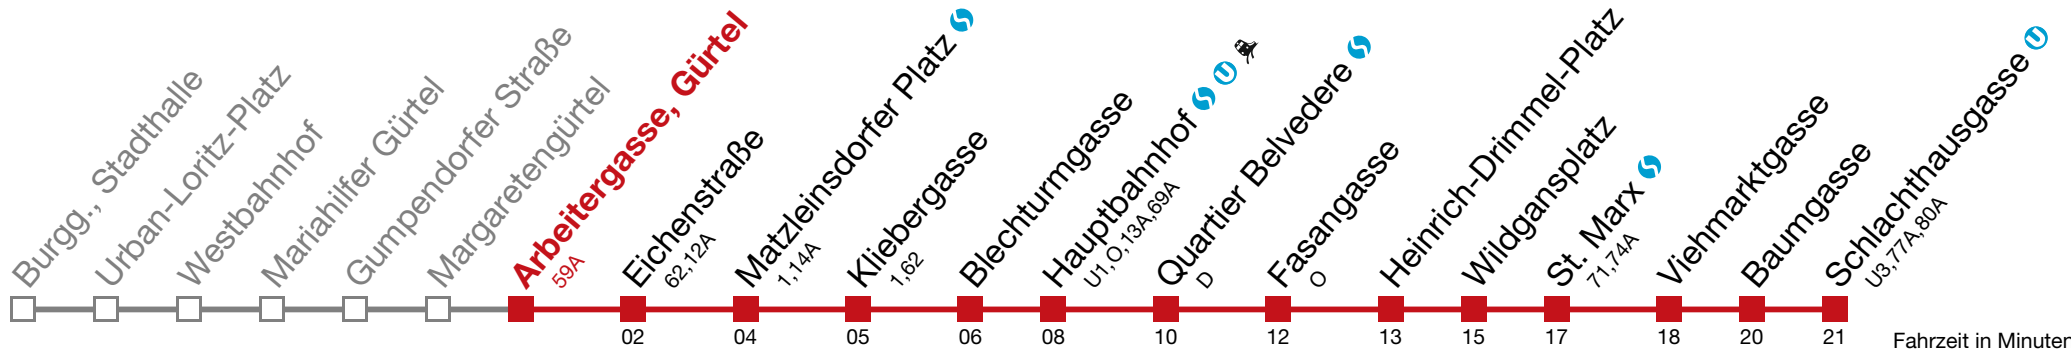 Burgg., Stadthalle
Urban-Loritz-Platz
Westbahnhof
Mariahilfer Gürtel
Gumpendorfer Straße
Margaretengürtel
Arbeitergasse, Gürtel
59A
Eichenstraße
62,12A
02
Matzleinsdorfer Platz S
1,14A
04
Kliebergasse
1,62
05
Blechturmgasse
06
Hauptbahnhof S U
U1,O,13A,69A
08
Quartier Belvedere S
D
10
Fasangasse
O
12
Heinrich-Drimmel-Platz
13
Wildgansplatz
15
St. Marx S
71,74A
17
Viehmarktgasse
18
Baumgasse
20
Schlachthausgasse U
U3,77A,80A
21
Fahrzeit in Minuten